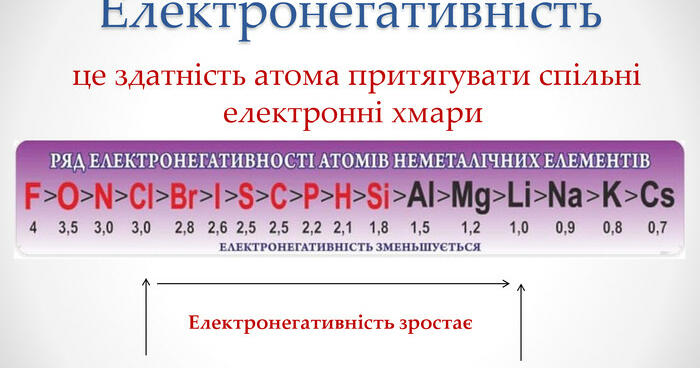 Електронегативність
це здатність атома притягувати спільні
електронні хмари
РЯД ЕЛЕКТРОНЕГАТИВНОСТІ АТОМІВ НЕМЕТАЛІЧНИХ ЕЛЕМЕНТІВ
F>O>N>Cl>Br>I>S>C>P>H>Si>Al>Mg>Li>Na>K>Cs
4 3,5 3,0 3,0 2,8 2,6 2,5 2,5 2,2 2,1 1,8 1,5 1,2 1,0 0,9 0,8 0,7
ЕЛЕКТРОНЕГАТИВНІСТЬ ЗМЕНЬШУЄТЬСЯ
Електронегативність зростає